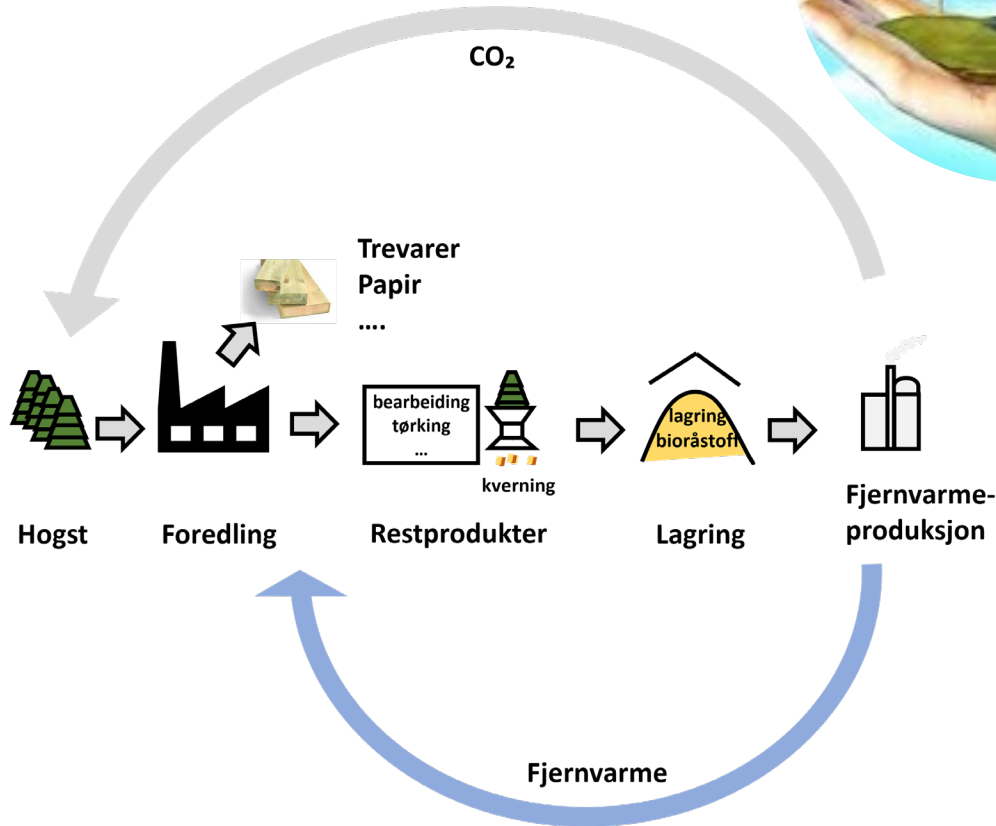 CO₂
Trevarer
Papir
....
bearbeiding
tørking
...
kverning
lagring
bioråstoff
Hogst
Foredling
Restprodukter
Lagring
Fjernvarme-
produksjon
Fjernvarme